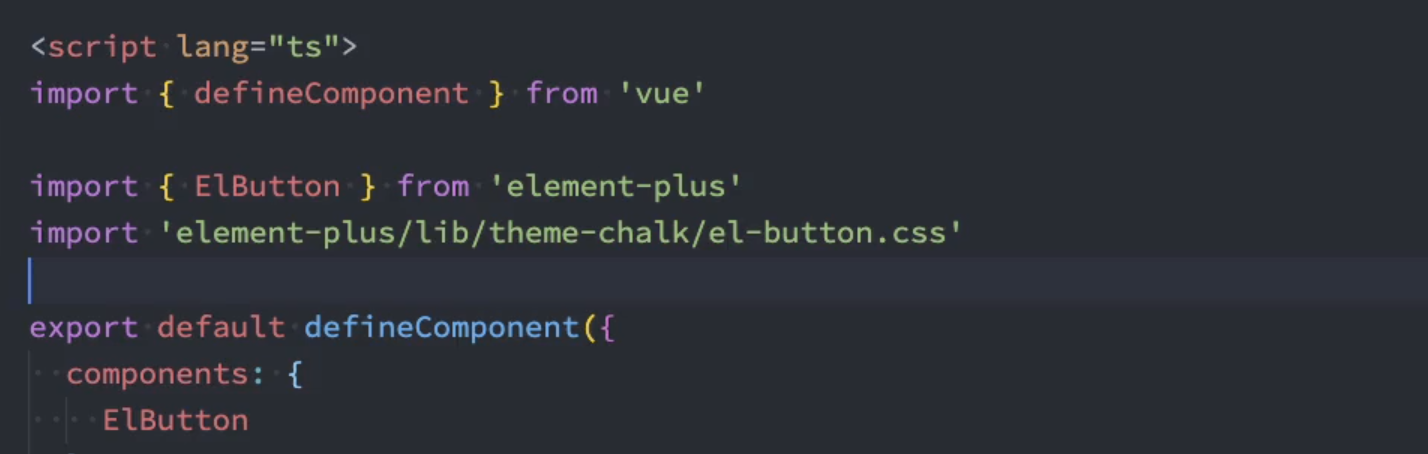 <script lang="ts">
import { defineComponent } from 'vue'
import { ElButton } from 'element-plus'
import 'element-plus/lib/theme-chalk/el-button.css'
export default defineComponent({
components: {
ElButton